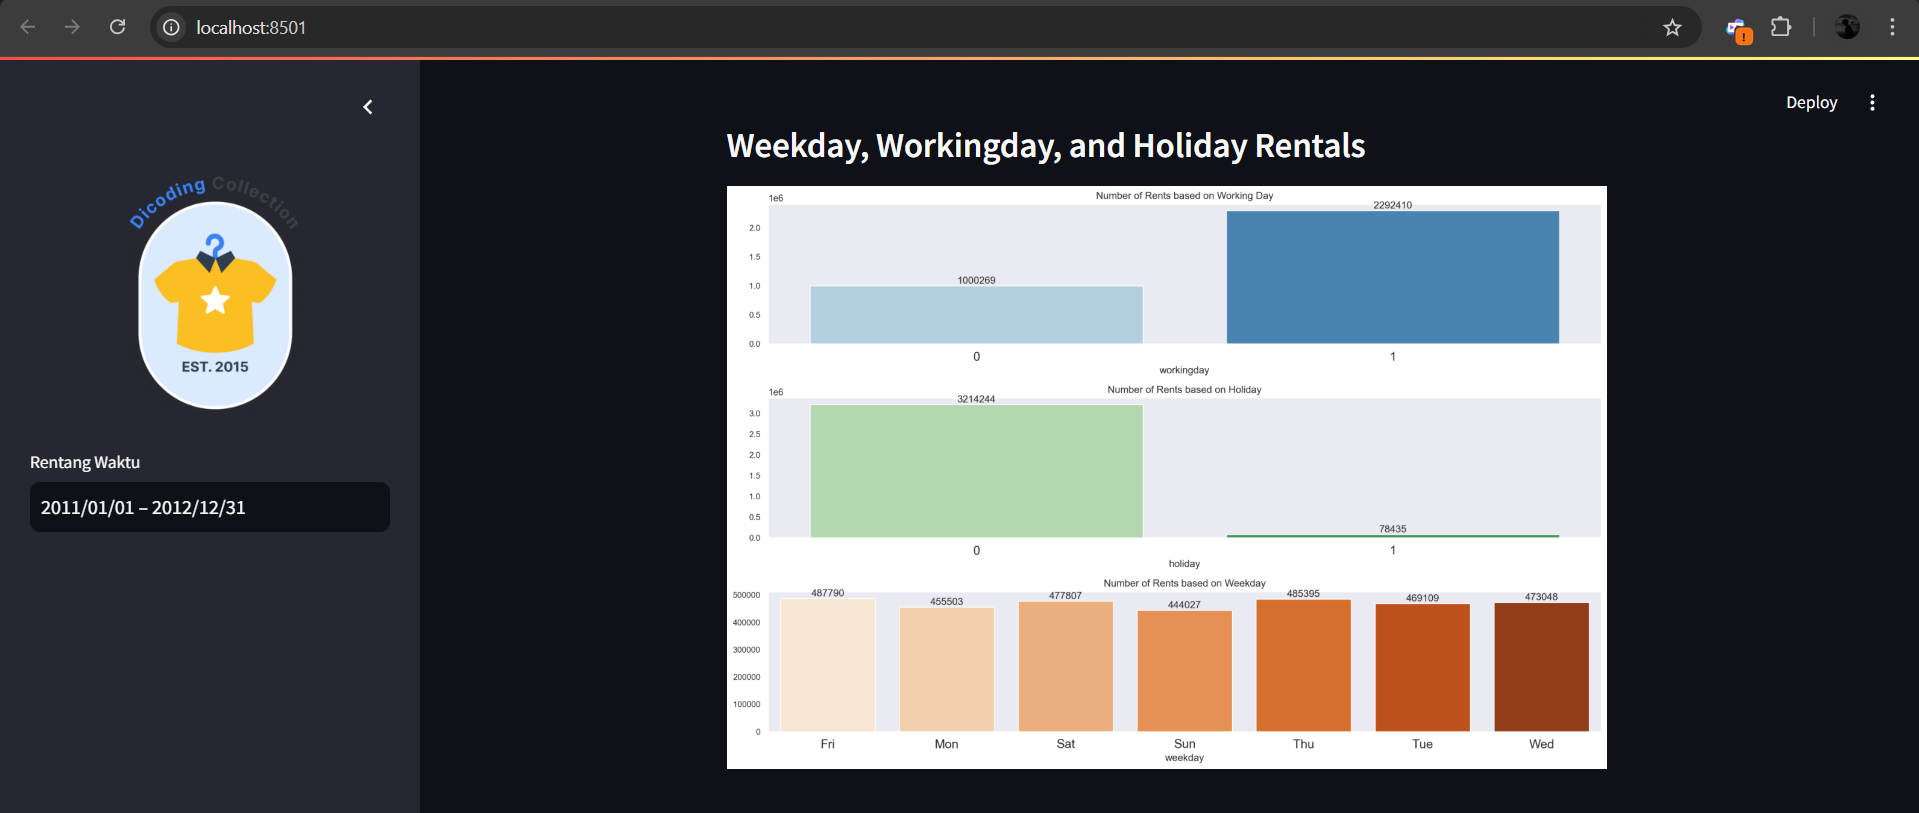 localhost:8501
Deploy
Dicoding Collection
EST. 2015
Rentang Waktu
2011/01/01 – 2012/12/31
Weekday, Workingday, and Holiday Rentals
Number of Rents based on Working Day
1e6
2292410
2.0
1.5
1000269
1.0
0.5
0.0
0 1
workingday
Number of Rents based on Holiday
1e6
3214244
3.0
2.5
2.0
1.5
1.0
0.5
78435
0.0
0 1
holiday
Number of Rents based on Weekday
487790 455503 477807 444027 485395 469109 473048
500000
400000
300000
200000
100000
0
Fri Mon Sat Sun Thu Tue Wed
weekday